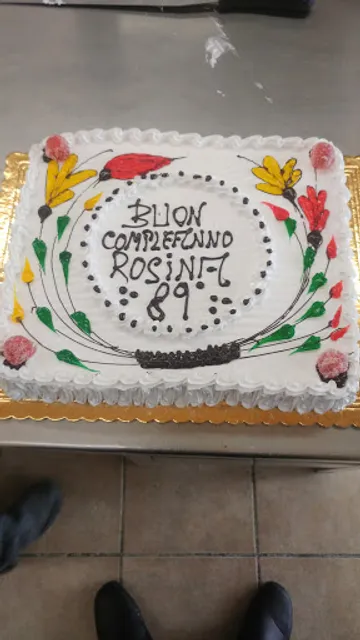 BUON
COMPLEANNO
ROSINA
89